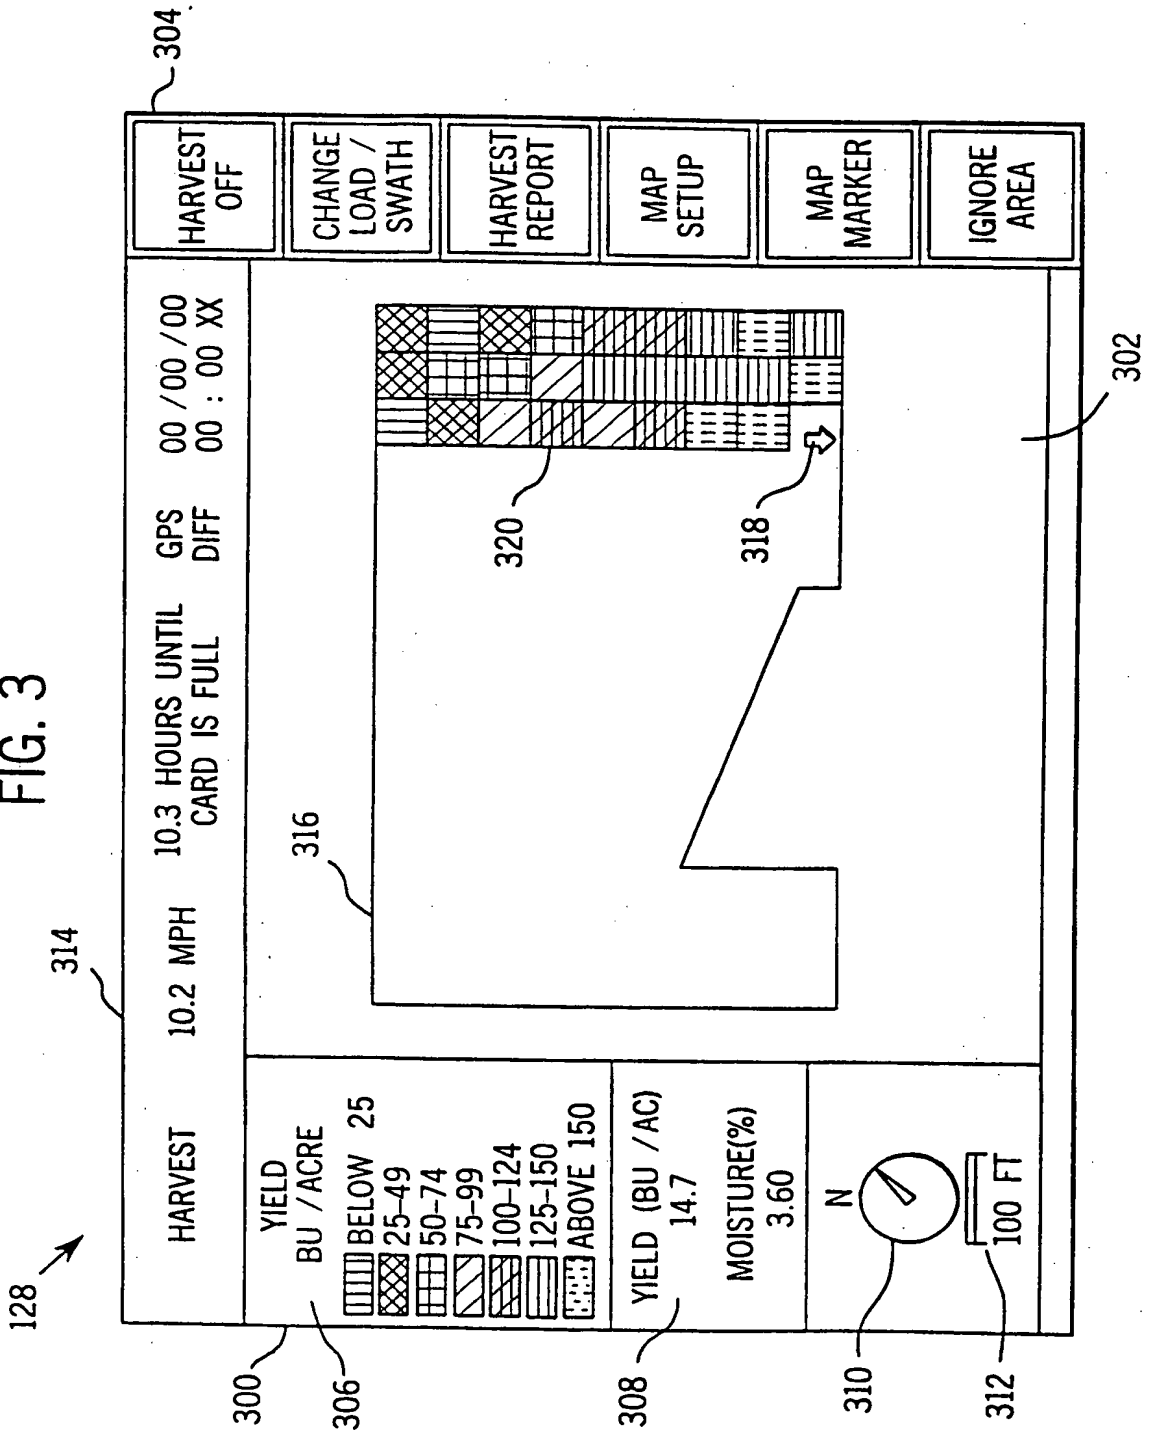 FIG. 3
128
314
304
HARVEST
10.2 MPH
10.3 HOURS UNTIL
CARD IS FULL
GPS
DIFF
00 /00 /00
00 : 00 XX
HARVEST
OFF
CHANGE
LOAD /
SWATH
HARVEST
REPORT
MAP
SETUP
MAP
MARKER
IGNORE
AREA
300
306
YIELD
BU /ACRE
BELOW 25
25-49
50-74
75-99
100-124
125-150
ABOVE 150
308
YIELD (BU /AC)
14.7
MOISTURE(%)
3.60
310
N
312
100 FT
316
320
318
302